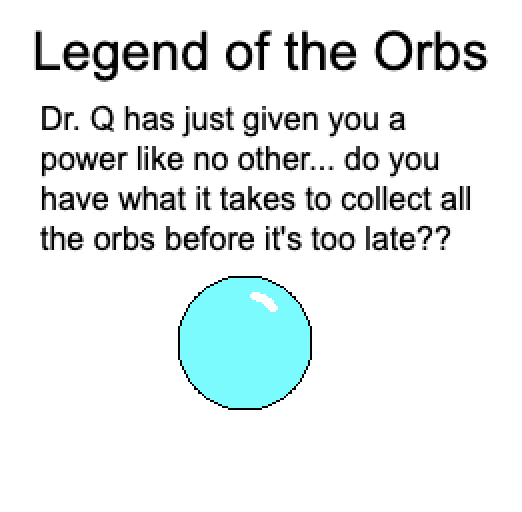 Legend of the Orbs
Dr. Q has just given you a
power like no other... do you
have what it takes to collect all
the orbs before it's too late??